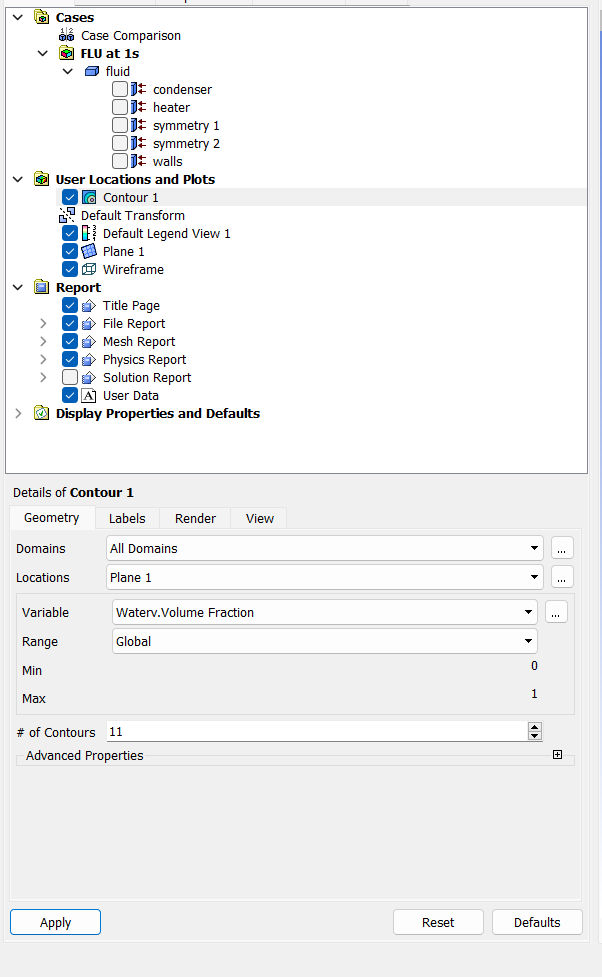 Cases
Case Comparison
FLU at 1s
fluid
condenser
heater
symmetry 1
symmetry 2
walls
User Locations and Plots
Contour 1
Default Transform
Default Legend View 1
Plane 1
Wireframe
Report
Title Page
File Report
Mesh Report
Physics Report
Solution Report
A User Data
Display Properties and Defaults
Details of Contour 1
Geometry Labels Render View
Domains All Domains ...
Locations Plane 1 ...
Variable Waterv.Volume Fraction ...
Range Global
Min 0
Max 1
# of Contours 11
Advanced Properties
Apply Reset Defaults